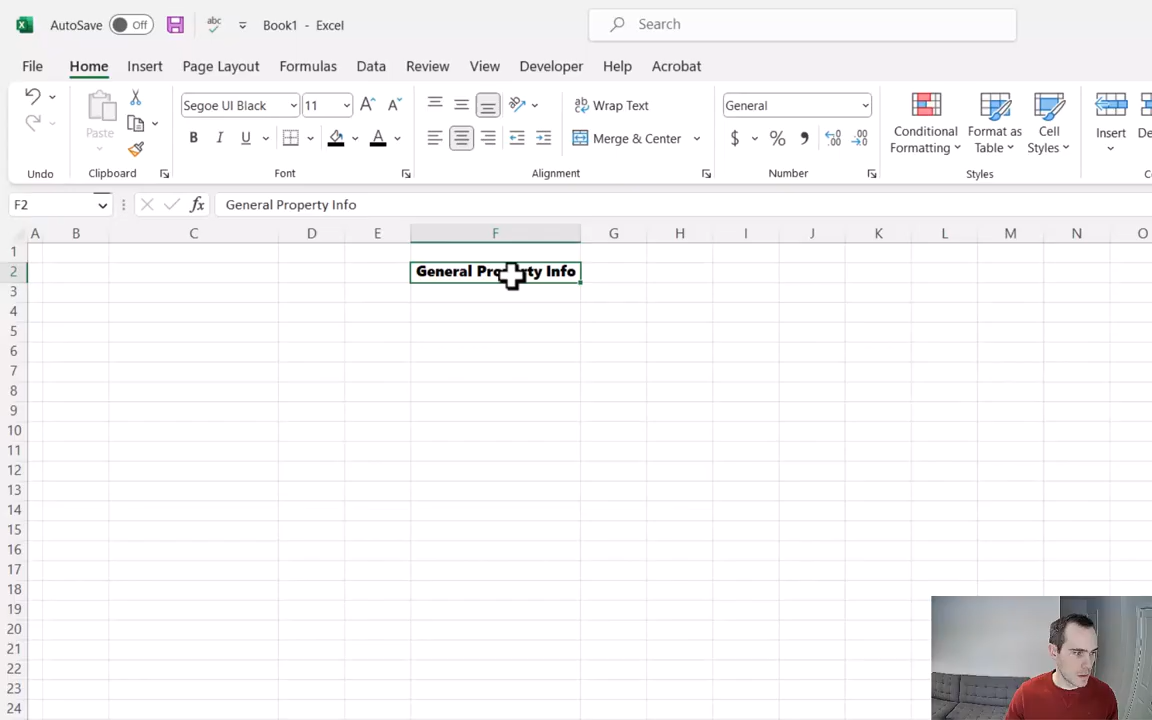 AutoSave Off abc Book1 - Excel Search
File Home Insert Page Layout Formulas Data Review View Developer Help Acrobat
Segoe UI Black 11 A A ab Wrap Text General
Paste B I U A Merge & Center $ % , Conditional Formatting Format as Table Cell Styles Insert
Undo Clipboard Font Alignment Number Styles
F2 fx General Property Info
A B C D E F G H I J K L M N O
1
2 General Property Info
3
4
5
6
7
8
9
10
11
12
13
14
15
16
17
18
19
20
21
22
23
24